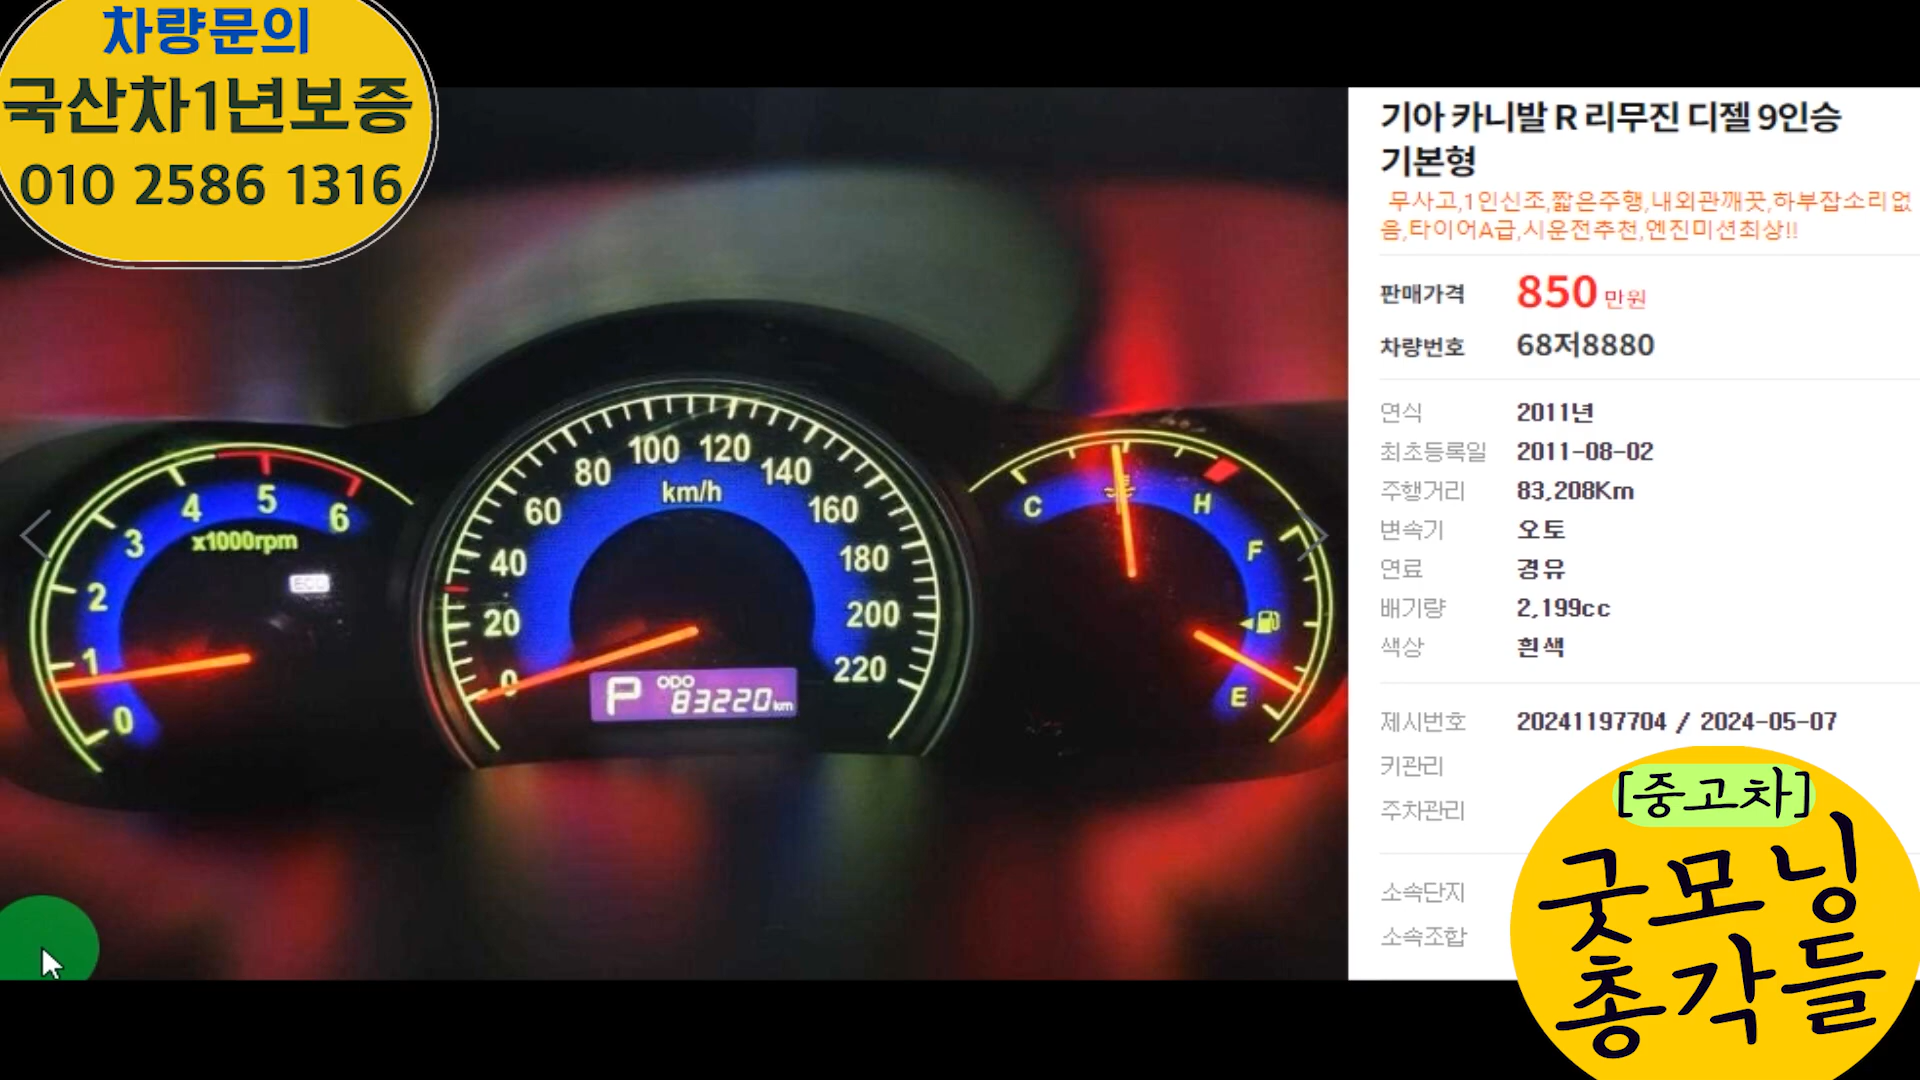 차량문의
국산차1년보증
010 2586 1316
기아 카니발 R 리무진 디젤 9인승
기본형
무사고,1인신조,짧은주행,내외관깨끗,하부잡소리없
음,타이어A급,시운전추천,엔진미션최상!!
판매가격 850 만원
차량번호 68저8880
연식 2011년
최초등록일 2011-08-02
주행거리 83,208Km
변속기 오토
연료 경유
배기량 2,199cc
색상 흰색
제시번호 20241197704 / 2024-05-07
키관리
주차관리
소속단지
소속조합
[중고차]
굿모닝
총각들
0 1 2 3 4 5 6
x1000rpm
ECO
0 20 40 60 80 100 120 140 160 180 200 220
km/h
P ODO 83220 km
C H
F
E